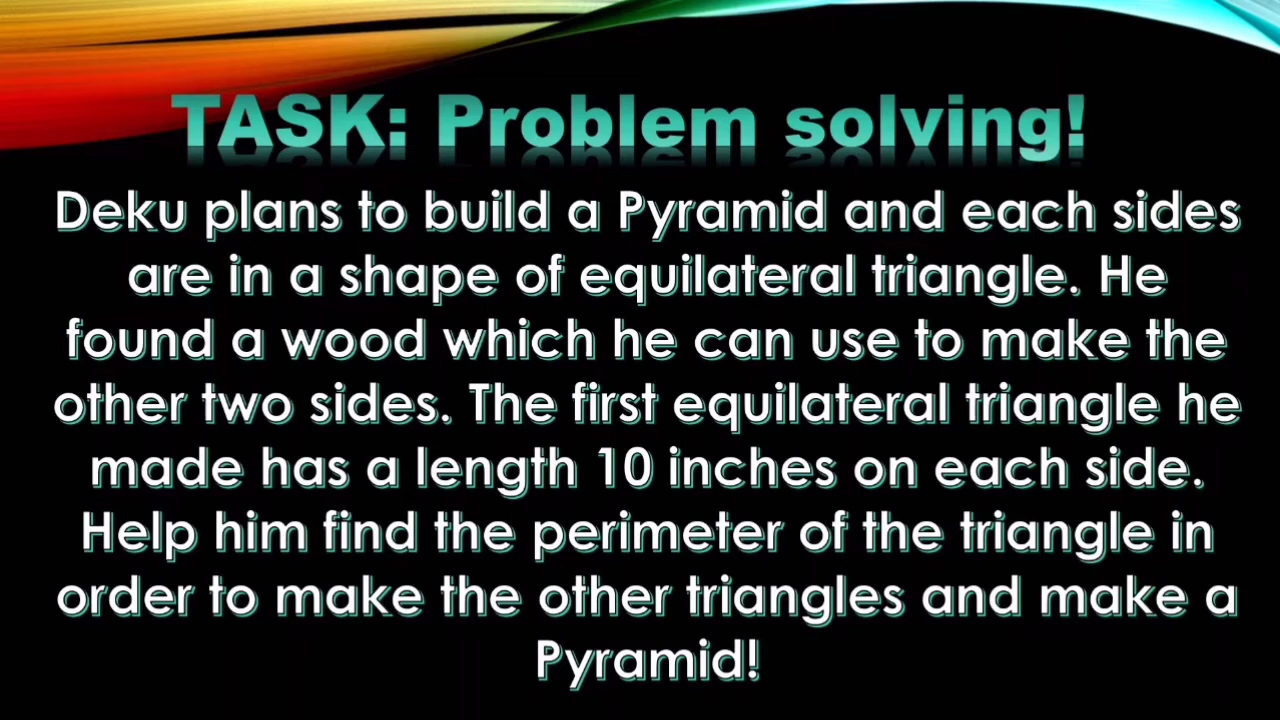 TASK: Problem solving!
Deku plans to build a Pyramid and each sides
are in a shape of equilateral triangle. He
found a wood which he can use to make the
other two sides. The first equilateral triangle he
made has a length 10 inches on each side.
Help him find the perimeter of the triangle in
order to make the other triangles and make a
Pyramid!